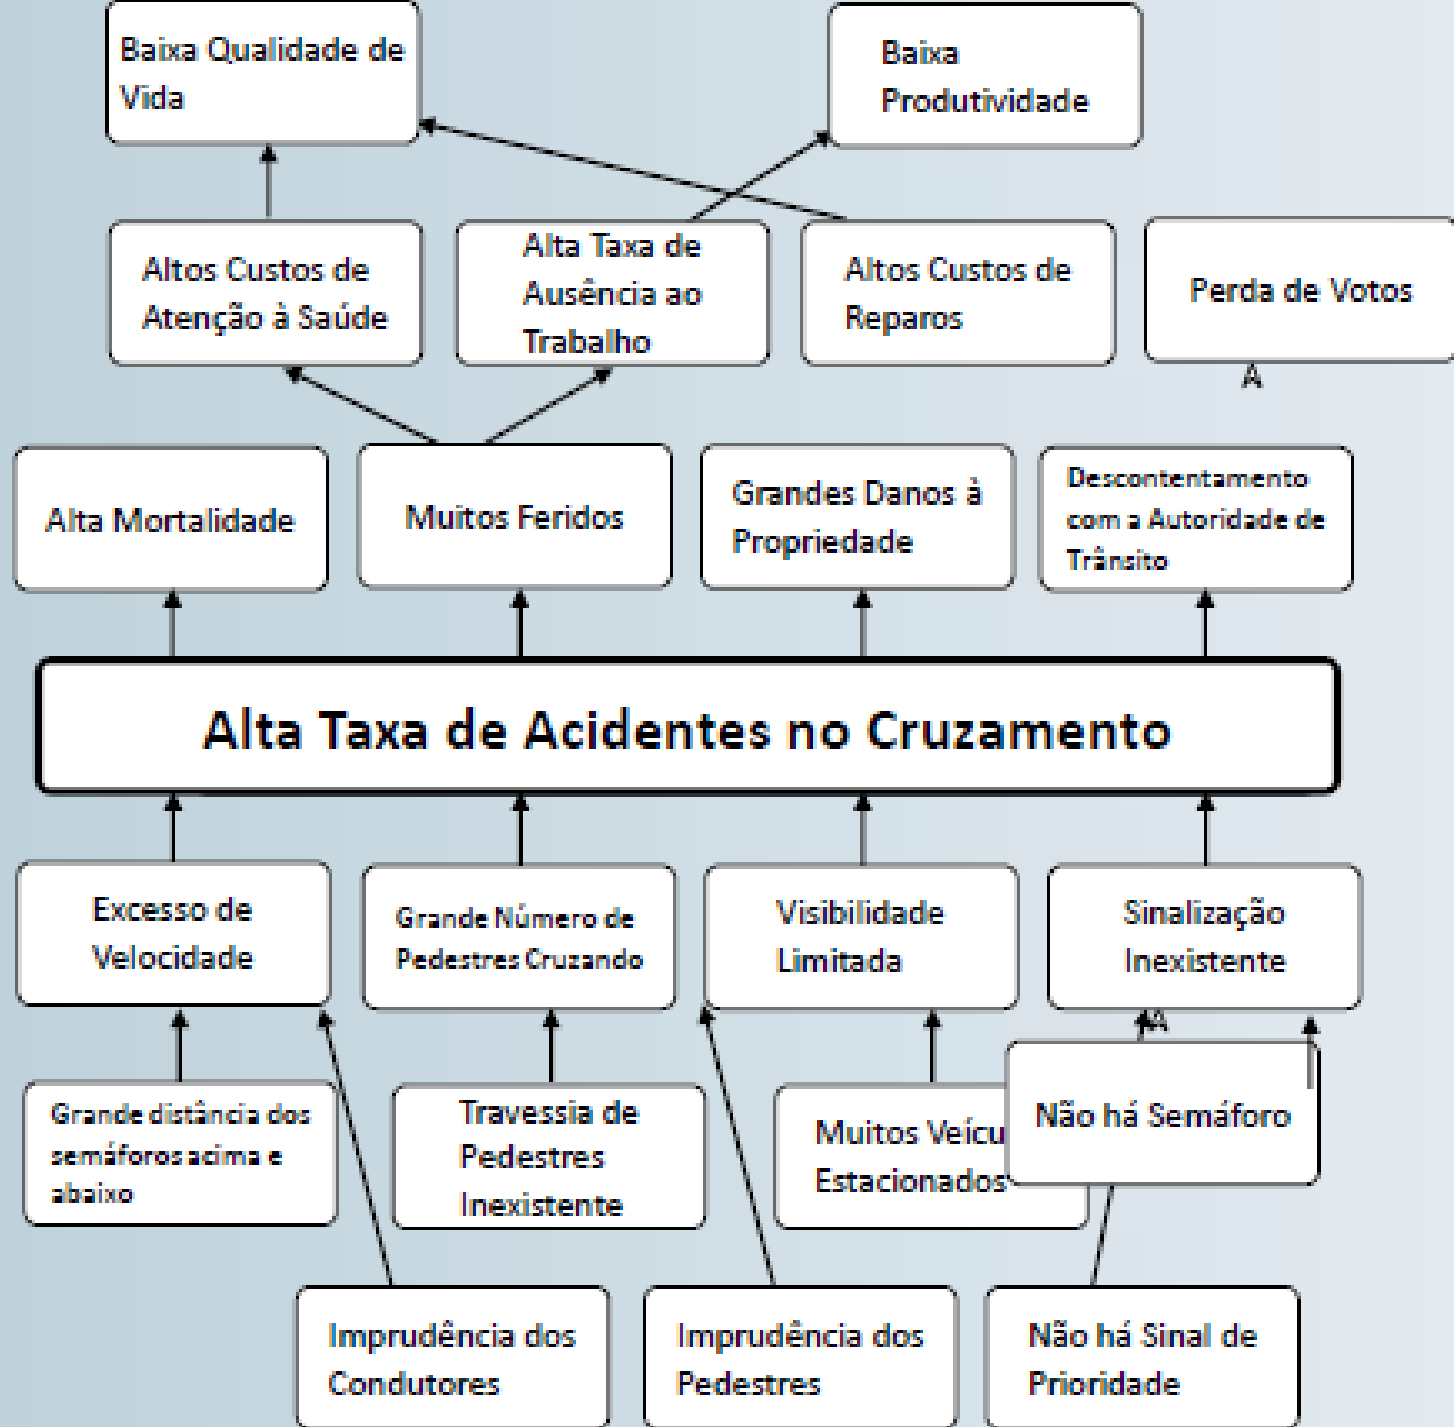 Baixa Qualidade de
Vida
Baixa
Produtividade
Altos Custos de
Atenção à Saúde
Alta Taxa de
Ausência ao
Trabalho
Altos Custos de
Reparos
Perda de Votos
A
Alta Mortalidade
Muitos Feridos
Grandes Danos à
Propriedade
Descontentamento
com a Autoridade de
Trânsito
Alta Taxa de Acidentes no Cruzamento
Excesso de
Velocidade
Grande Número de
Pedestres Cruzando
Visibilidade
Limitada
Sinalização
Inexistente
A
Grande distância dos
semáforos acima e
abaixo
Travessia de
Pedestres
Inexistente
Muitos Veícu
Estacionados
Não há Semáforo
Imprudência dos
Condutores
Imprudência dos
Pedestres
Não há Sinal de
Prioridade